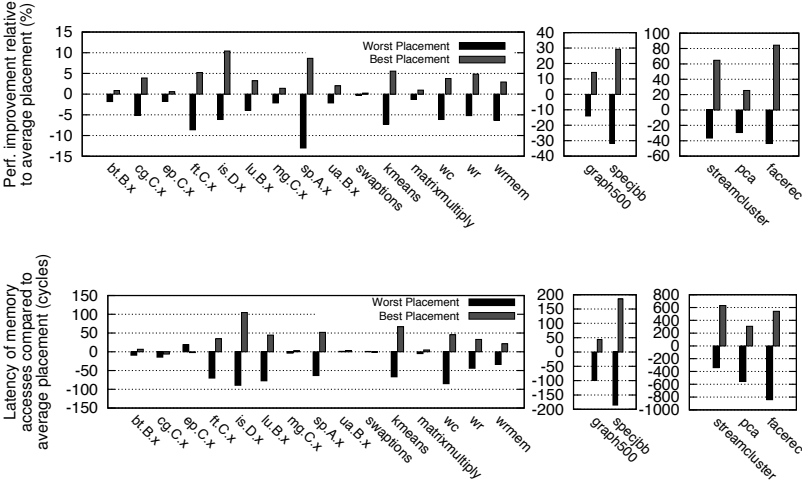 Perf. improvement relative
to average placement (%)
15
10
5
0
-5
-10
-15
Worst Placement
Best Placement
bt.B.x
cg.C.x
ep.C.x
ft.C.x
is.D.x
lu.B.x
mg.C.x
sp.A.x
ua.B.x
swaptions
kmeans
matrixmultiply
wc
wr
wrmem
40
30
20
10
0
-10
-20
-30
-40
graph500
specjbb
100
80
60
40
20
0
-20
-40
-60
streamcluster
pca
facerec
Latency of memory
accesses compared to
average placement (cycles)
150
100
50
0
-50
-100
-150
Worst Placement
Best Placement
bt.B.x
cg.C.x
ep.C.x
ft.C.x
is.D.x
lu.B.x
mg.C.x
sp.A.x
ua.B.x
swaptions
kmeans
matrixmultiply
wc
wr
wrmem
200
150
100
50
0
-50
-100
-150
-200
graph500
specjbb
800
600
400
200
0
-200
-400
-600
-800
-1000
streamcluster
pca
facerec